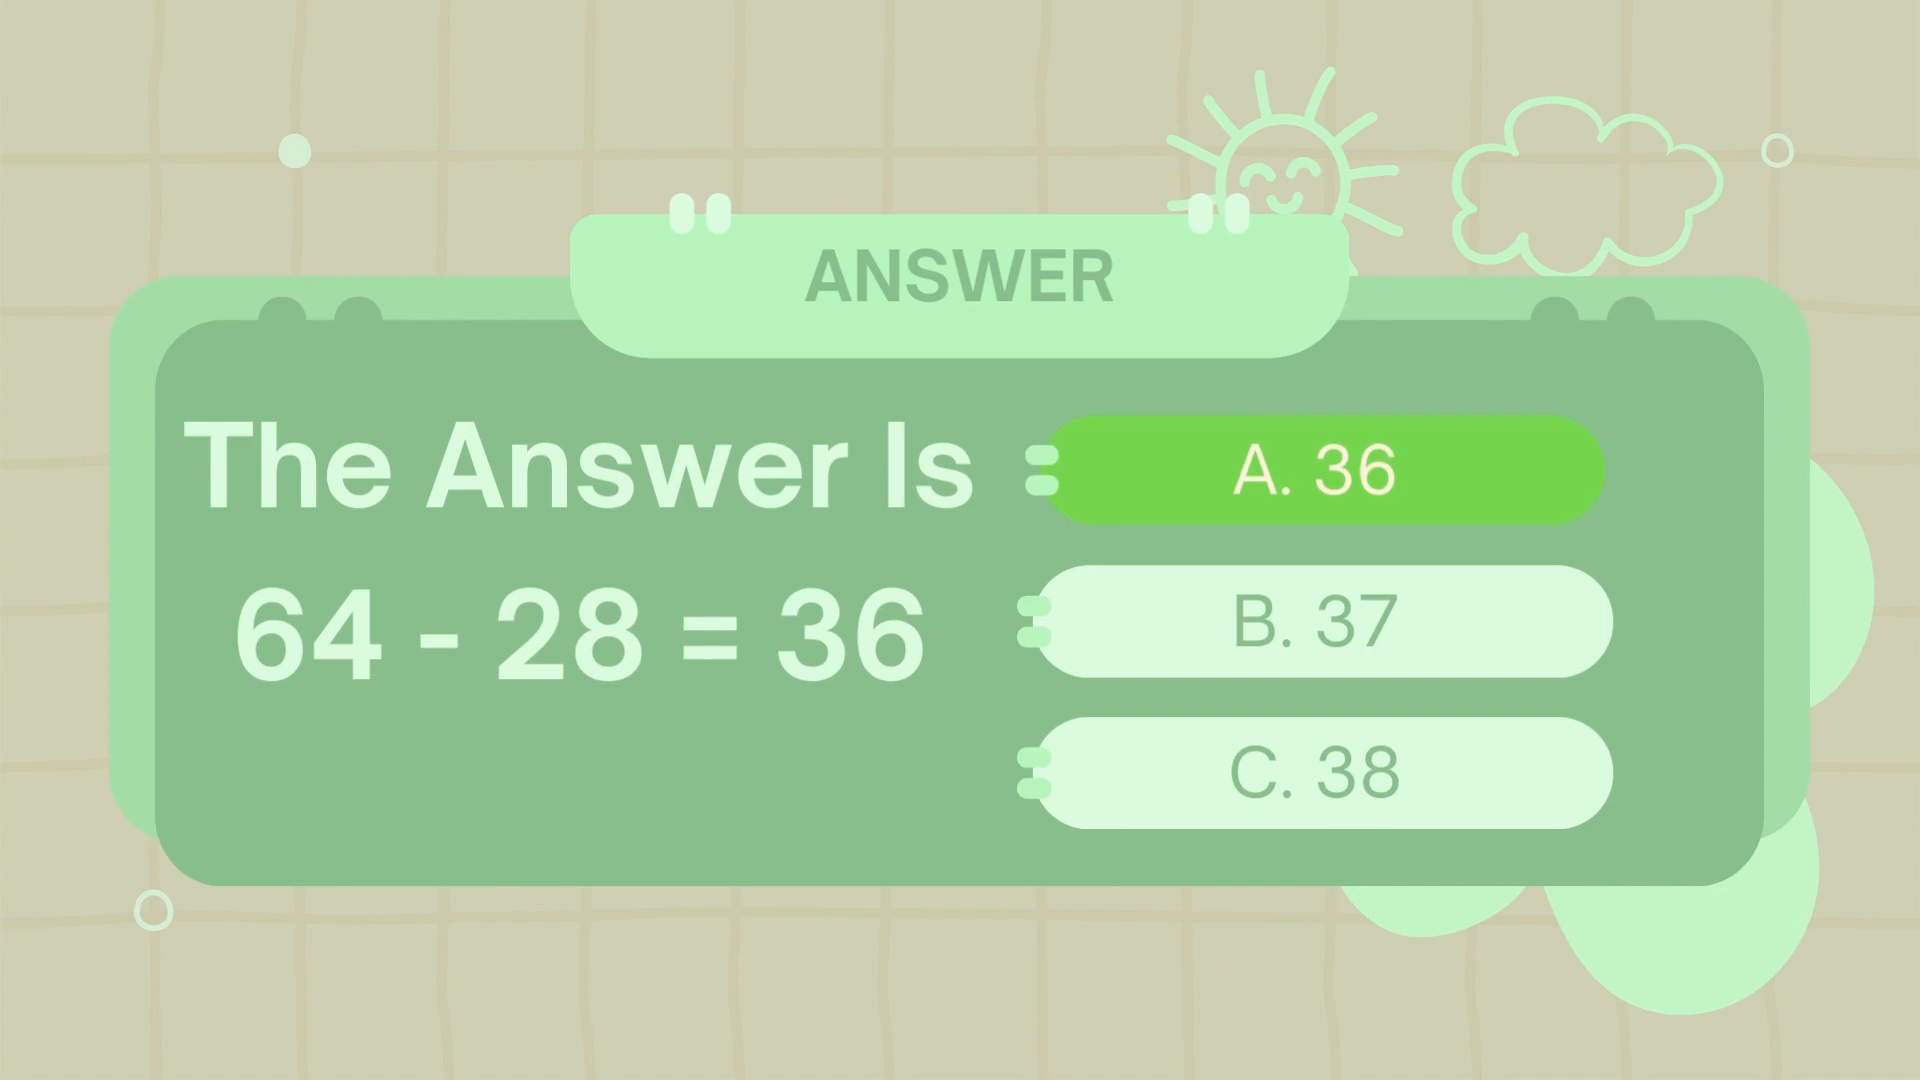 ANSWER
The Answer Is
64 - 28 = 36
A. 36
B. 37
C. 38